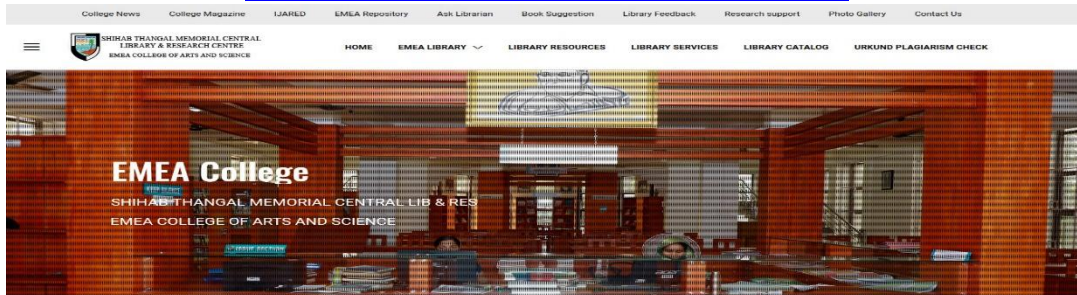 College News College Magazine IJARED EMEA Repository Ask Librarian Book Suggestion Library Feedback Research support Photo Gallery Contact Us
SHIHAB THANGAL MEMORIAL CENTRAL
LIBRARY & RESEARCH CENTRE
EMEA COLLEGE OF ARTS AND SCIENCE
HOME EMEA LIBRARY LIBRARY RESOURCES LIBRARY SERVICES LIBRARY CATALOG URKUND PLAGIARISM CHECK
EMEA College
SHIHAB THANGAL MEMORIAL CENTRAL LIB & RES
EMEA COLLEGE OF ARTS AND SCIENCE
ISSUE SECTION